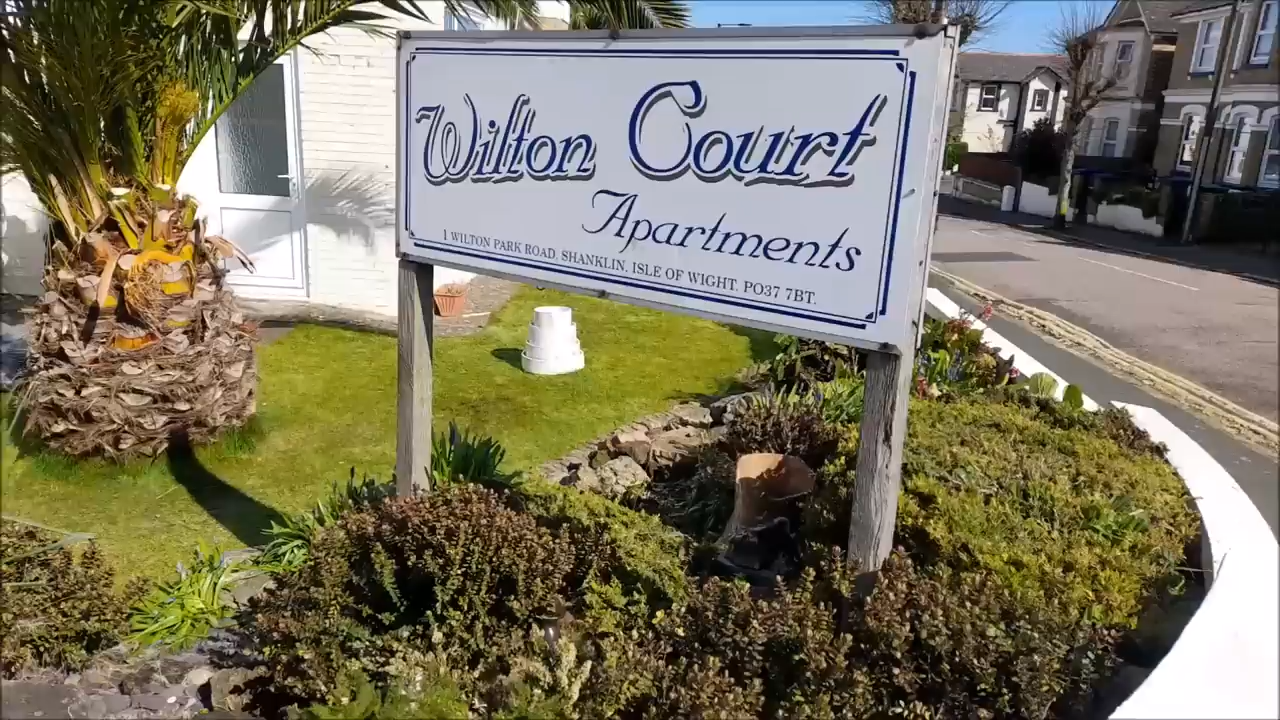 Wilton Court
Apartments
1 WILTON PARK ROAD, SHANKLIN, ISLE OF WIGHT, PO37 7BT.